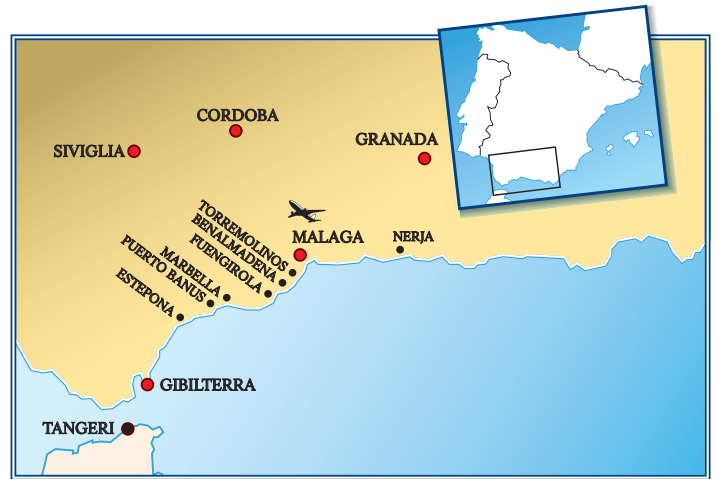 CORDOBA
SIVIGLIA
GRANADA
TORREMOLINOS
BENALMADENA
FUENGIROLA
MALAGA
NERJA
MARBELLA
PUERTO BANUS
ESTEPONA
GIBILTERRA
TANGERI